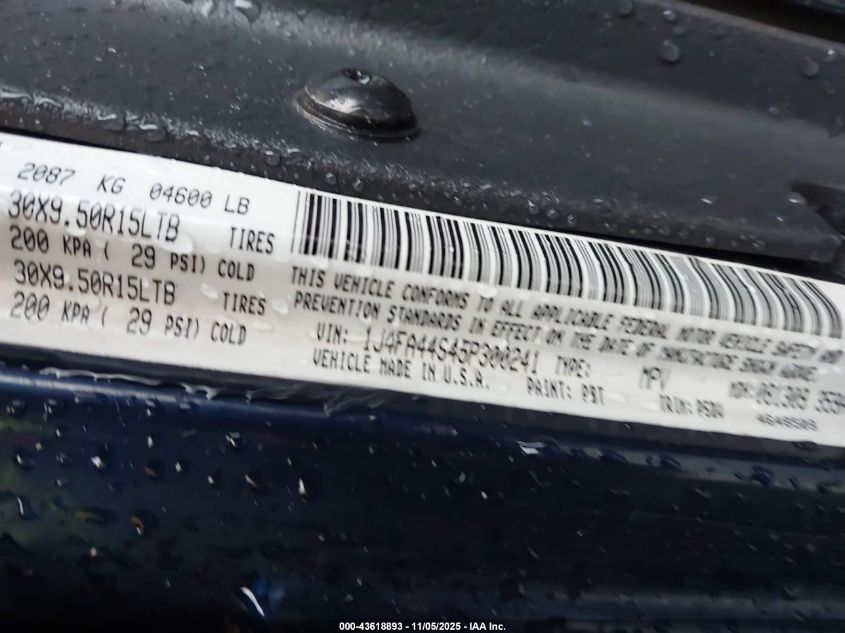 2087 KG 04600 LB
30X9.50R15LTB TIRES
200 KPA ( 29 PSI) COLD
30X9.50R15LTB TIRES
200 KPA ( 29 PSI) COLD
THIS VEHICLE CONFORMS TO ALL APPLICABLE FEDERAL MOTOR VEHICLE SAFETY AND
PREVENTION STANDARDS IN EFFECT ON THE DATE OF MANUFACTURE SHOWN ABOVE.
VIN: 1J4FA44S45P300241 TYPE: MPV
VEHICLE MADE IN U.S.A. PAINT: PBT TRIM:
000-43618893 - 11/05/2025 - IAA Inc.